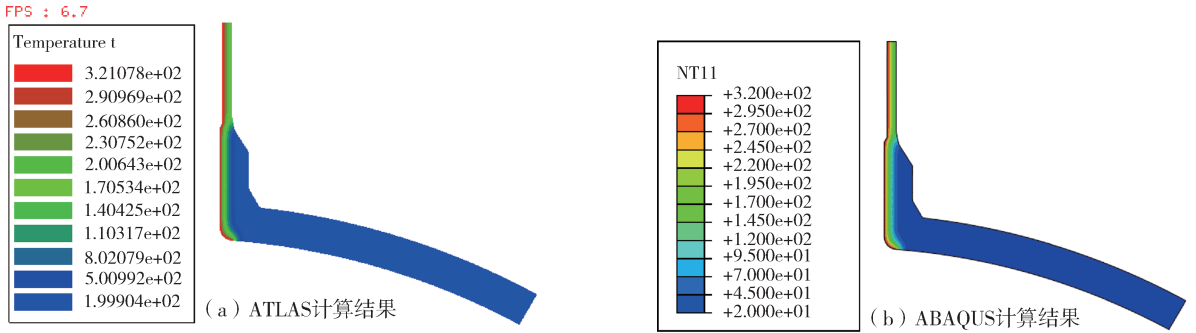 FPS : 6.7
Temperature t
3.21078e+02
2.90969e+02
2.60860e+02
2.30752e+02
2.00643e+02
1.70534e+02
1.40425e+02
1.10317e+02
8.02079e+02
5.00992e+02
1.99904e+02
（a）ATLAS计算结果
NT11
+3.200e+02
+2.950e+02
+2.700e+02
+2.450e+02
+2.200e+02
+1.950e+02
+1.700e+02
+1.450e+02
+1.200e+02
+9.500e+01
+7.000e+01
+4.500e+01
+2.000e+01
（b）ABAQUS计算结果